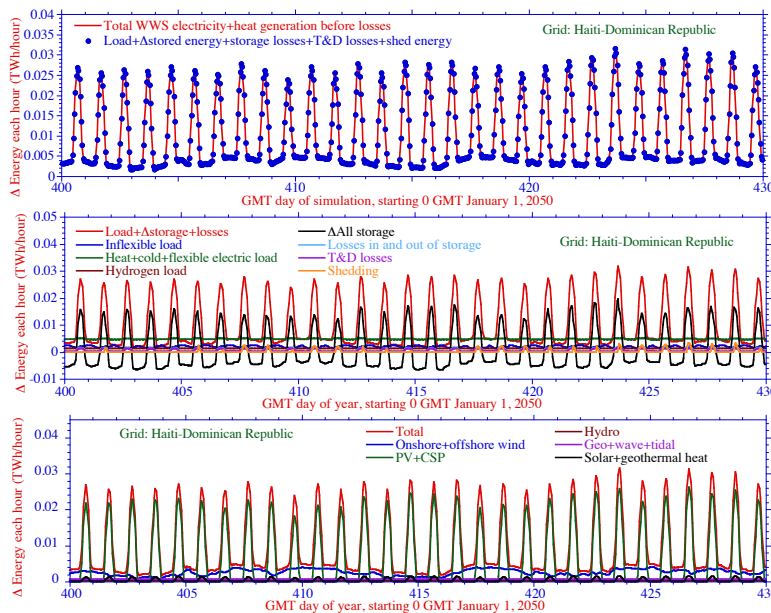 Δ Energy each hour (TWh/hour)
0.04
0.035
0.03
0.025
0.02
0.015
0.01
0.005
0
Total WWS electricity+heat generation before losses
Load+Δstored energy+storage losses+T&D losses+shed energy
Grid: Haiti-Dominican Republic
400 410 420 430
GMT day of simulation, starting 0 GMT January 1, 2050
Δ Energy each hour (TWh/hour)
0.05
0.04
0.03
0.02
0.01
0
-0.01
Load+Δstorage+losses
Inflexible load
Heat+cold+flexible electric load
Hydrogen load
ΔAll storage
Losses in and out of storage
T&D losses
Shedding
Grid: Haiti-Dominican Republic
400 405 410 415 420 425 430
GMT day of year, starting 0 GMT January 1, 2050
Δ Energy each hour (TWh/hour)
0.04
0.03
0.02
0.01
0
Grid: Haiti-Dominican Republic
Total
Onshore+offshore wind
PV+CSP
Hydro
Geo+wave+tidal
Solar+geothermal heat
400 405 410 415 420 425 430
GMT day of year, starting 0 GMT January 1, 2050